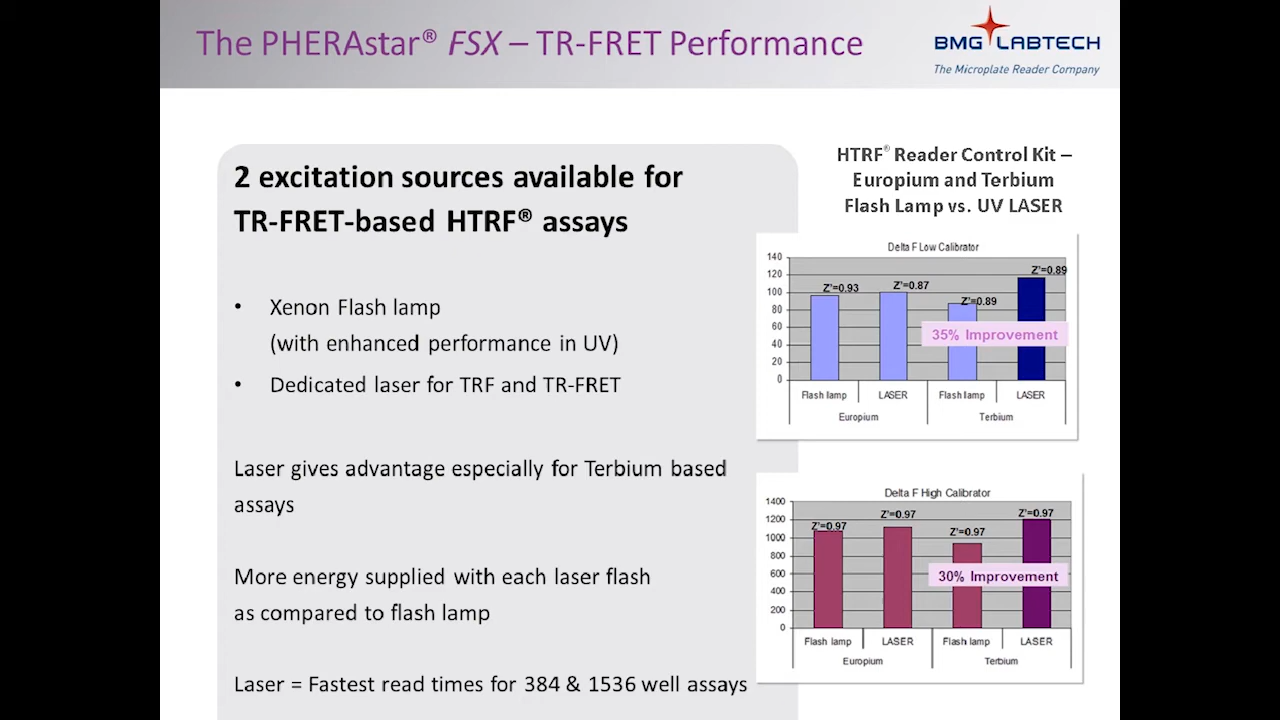 The PHERAstar® FSX – TR-FRET Performance
BMG LABTECH
The Microplate Reader Company
2 excitation sources available for
TR-FRET-based HTRF® assays
• Xenon Flash lamp
(with enhanced performance in UV)
• Dedicated laser for TRF and TR-FRET
Laser gives advantage especially for Terbium based
assays
More energy supplied with each laser flash
as compared to flash lamp
Laser = Fastest read times for 384 & 1536 well assays
HTRF® Reader Control Kit –
Europium and Terbium
Flash Lamp vs. UV LASER
Delta F Low Calibrator
140
120
100
80
60
40
20
0
Z'=0.93
Z'=0.87
Z'=0.89
Z'=0.89
35% Improvement
Flash lamp LASER Flash lamp LASER
Europium Terbium
Delta F High Calibrator
1400
1200
1000
800
600
400
200
0
Z'=0.97
Z'=0.97
Z'=0.97
Z'=0.97
30% Improvement
Flash lamp LASER Flash lamp LASER
Europium Terbium